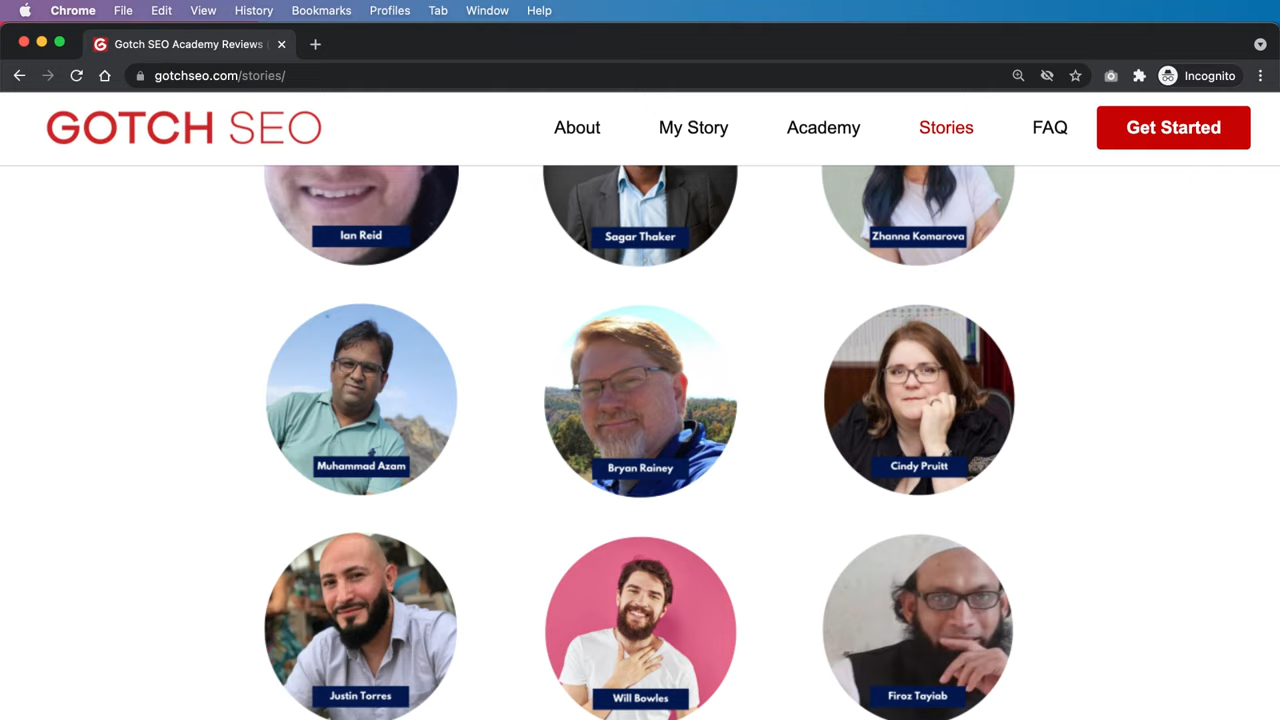 Chrome File Edit View History Bookmarks Profiles Tab Window Help
Gotch SEO Academy Reviews (
gotchseo.com/stories/
Incognito
GOTCH SEO
About My Story Academy Stories FAQ Get Started
Ian Reid
Sagar Thaker
Zhanna Komarova
Muhammad Azam
Bryan Rainey
Cindy Pruitt
Justin Torres
Will Bowles
Firoz Tayiab